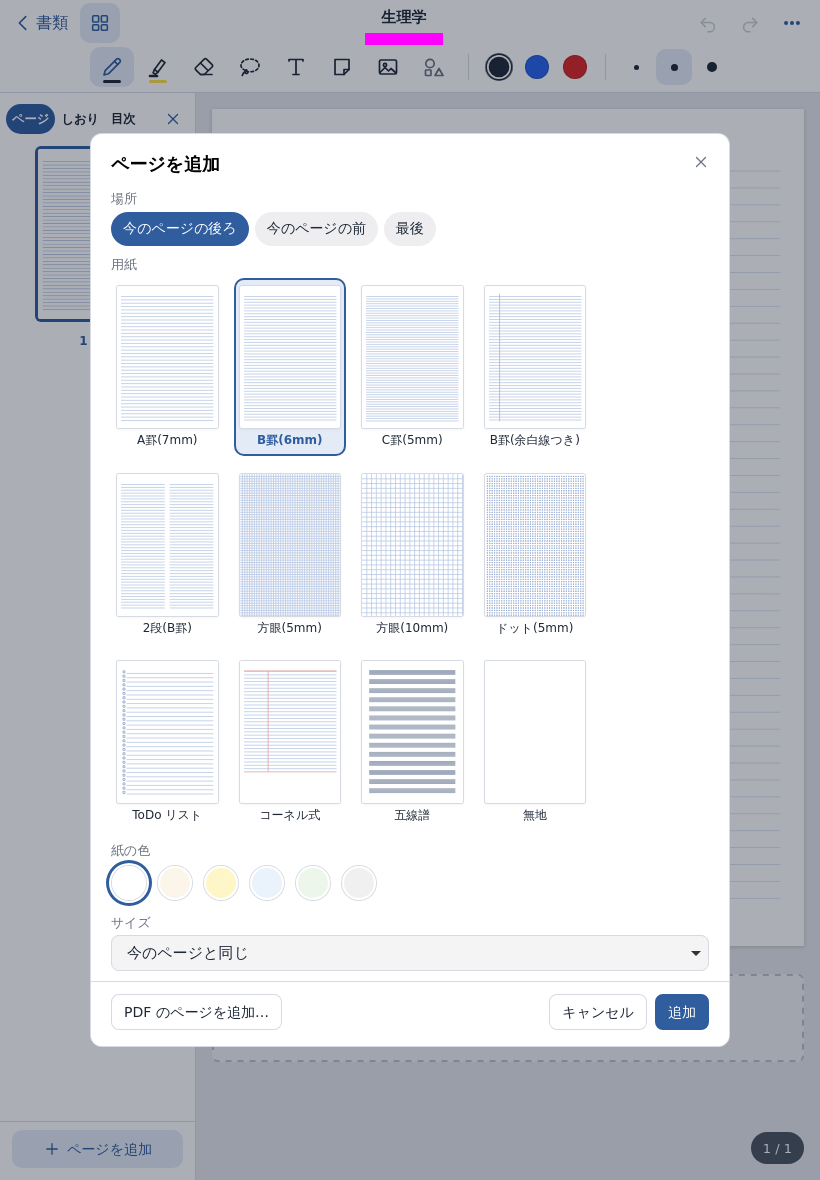 書類
生理学
ページ
しおり
目次
1
ページを追加
場所
今のページの後ろ
今のページの前
最後
用紙
A罫(7mm)
B罫(6mm)
C罫(5mm)
B罫(余白線つき)
2段(B罫)
方眼(5mm)
方眼(10mm)
ドット(5mm)
ToDo リスト
コーネル式
五線譜
無地
紙の色
サイズ
今のページと同じ
PDF のページを追加...
キャンセル
追加
ページを追加
1 / 1